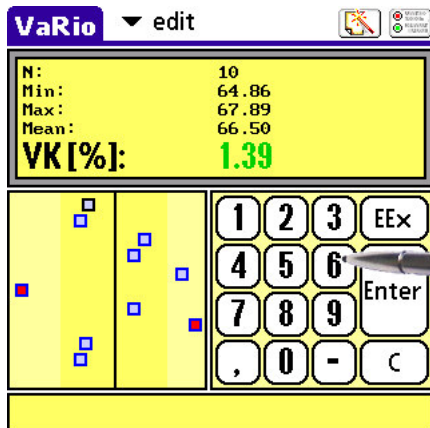 VaRio edit
N: 10
Min: 64.86
Max: 67.89
Mean: 66.50
VK [%]: 1.39
1 2 3 EEx
4 5 6
Enter
7 8 9
, 0 - C